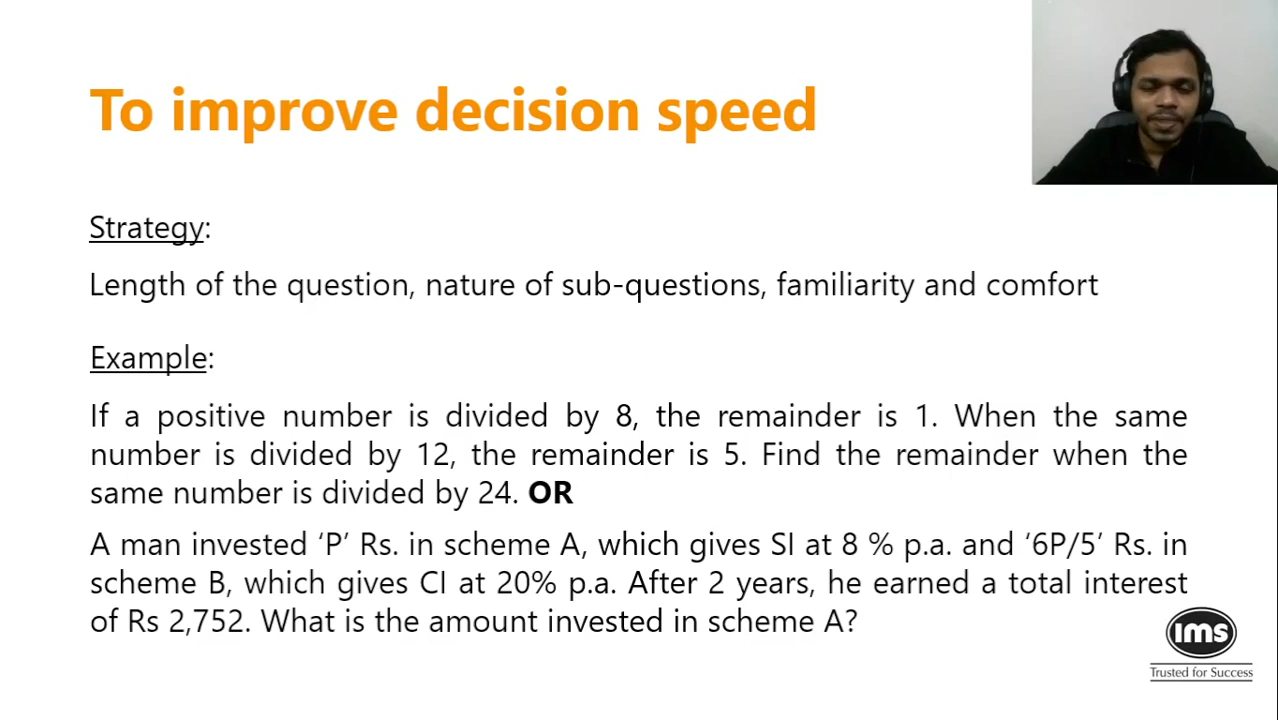 To improve decision speed
Strategy:
Length of the question, nature of sub-questions, familiarity and comfort
Example:
If a positive number is divided by 8, the remainder is 1. When the same
number is divided by 12, the remainder is 5. Find the remainder when the
same number is divided by 24. OR
A man invested ‘P’ Rs. in scheme A, which gives SI at 8 % p.a. and ‘6P/5’ Rs. in
scheme B, which gives CI at 20% p.a. After 2 years, he earned a total interest
of Rs 2,752. What is the amount invested in scheme A?
ims
Trusted for Success